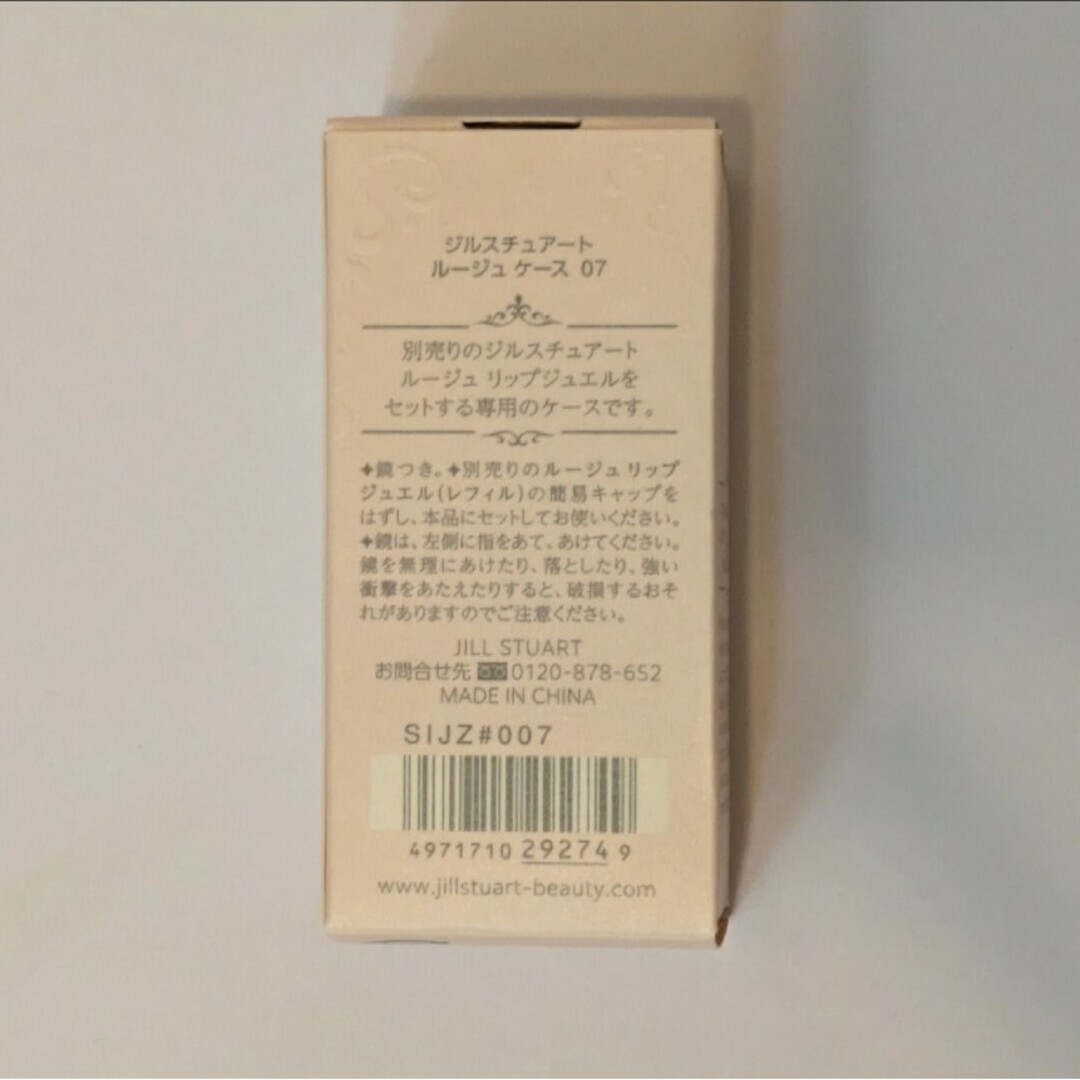 ジルスチュアート
ルージュ ケース 07
別売りのジルスチュアート
ルージュ リップジュエルを
セットする専用のケースです。
✦鏡つき。✦別売りのルージュ リップ
ジュエル(レフィル)の簡易キャップを
はずし、本品にセットしてお使いください。
✦鏡は、左側に指をあて、あけてください。
鏡を無理にあけたり、落としたり、強い
衝撃をあたえたりすると、破損するおそ
れがありますのでご注意ください。
JILL STUART
お問合せ先 0120-878-652
MADE IN CHINA
SIJZ#007
4971710 292749
www.jillstuart-beauty.com